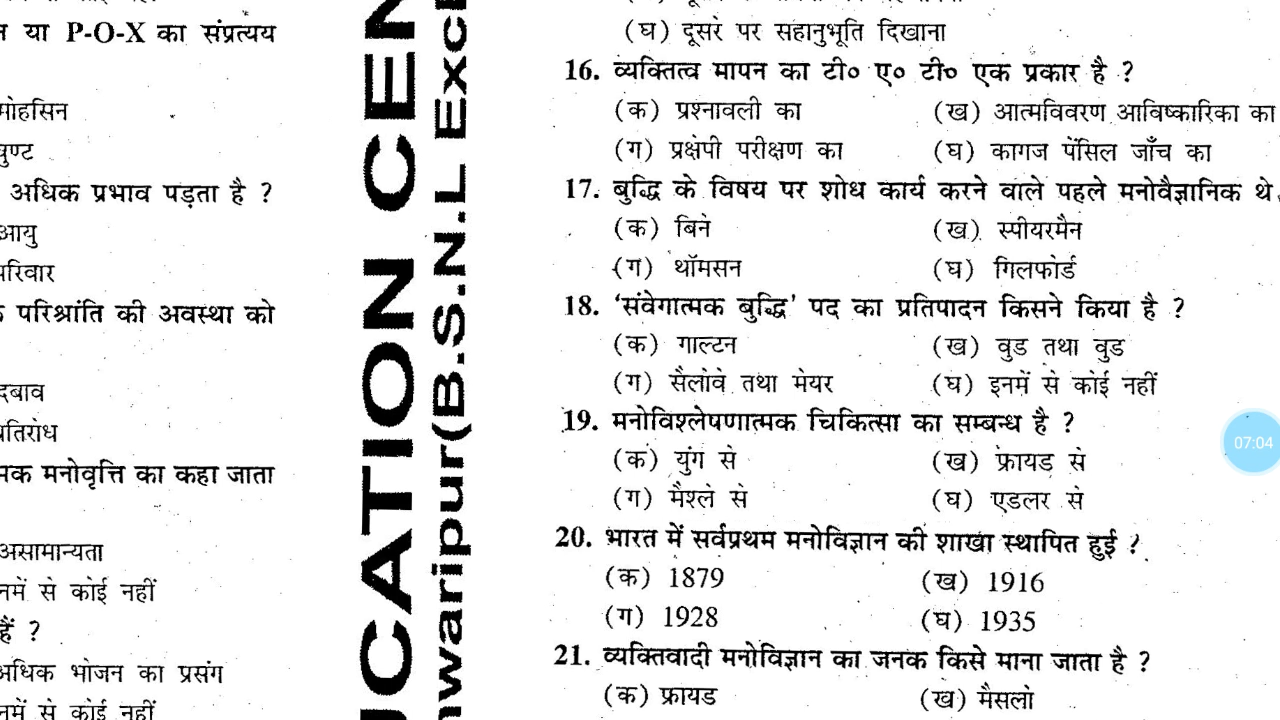 न या P-O-X का संप्रत्यय
मोहसिन
वुण्ट
अधिक प्रभाव पड़ता है ?
आयु
परिवार
परिश्रांति की अवस्था को
दबाव
प्रतिरोध
मक मनोवृत्ति का कहा जाता
असामान्यता
नमें से कोई नहीं
हैं ?
अधिक भोजन का प्रसंग
नमें से कोई नहीं
UCATION CEN
nwaripur(B.S.N.L Exc
(घ) दूसरे पर सहानुभूति दिखाना
16. व्यक्तित्व मापन का टी० ए० टी० एक प्रकार है ?
(क) प्रश्नावली का (ख) आत्मविवरण आविष्कारिका का
(ग) प्रक्षेपी परीक्षण का (घ) कागज पेंसिल जाँच का
17. बुद्धि के विषय पर शोध कार्य करने वाले पहले मनोवैज्ञानिक थे
(क) बिने (ख) स्पीयरमैन
(ग) थॉमसन (घ) गिलफोर्ड
18. ‘संवेगात्मक बुद्धि’ पद का प्रतिपादन किसने किया है ?
(क) गाल्टन (ख) वुड तथा वुड
(ग) सैलोवे तथा मेयर (घ) इनमें से कोई नहीं
19. मनोविश्लेषणात्मक चिकित्सा का सम्बन्ध है ?
(क) युंग से (ख) फ्रायड से
(ग) मैश्ले से (घ) एडलर से
20. भारत में सर्वप्रथम मनोविज्ञान की शाखा स्थापित हुई ?
(क) 1879 (ख) 1916
(ग) 1928 (घ) 1935
21. व्यक्तिवादी मनोविज्ञान का जनक किसे माना जाता है ?
(क) फ्रायड (ख) मैसलो
07:04